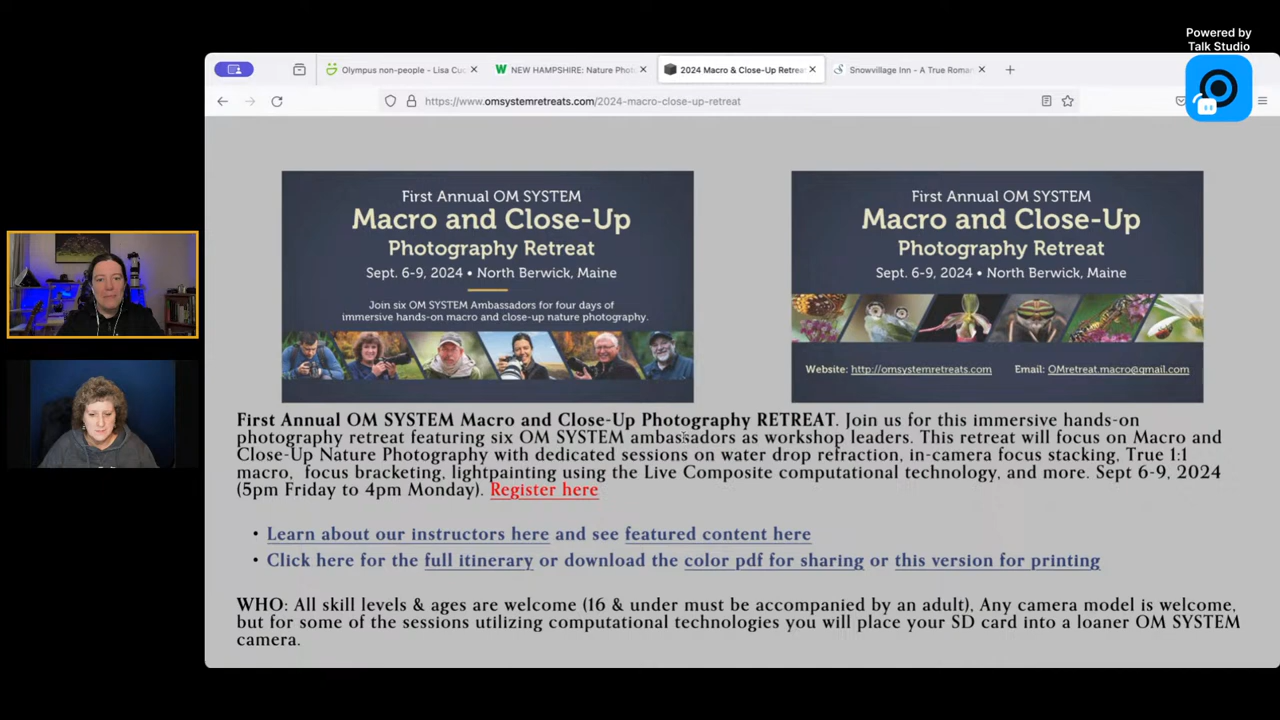 Powered by
Talk Studio
Olympus non-people - Lisa Cuc
NEW HAMPSHIRE: Nature Phot
2024 Macro & Close-Up Retreat
Snowvillage Inn - A True Roman
https://www.omsystemretreats.com/2024-macro-close-up-retreat
First Annual OM SYSTEM
Macro and Close-Up
Photography Retreat
Sept. 6-9, 2024 • North Berwick, Maine
Join six OM SYSTEM Ambassadors for four days of
immersive hands-on macro and close-up nature photography.
First Annual OM SYSTEM
Macro and Close-Up
Photography Retreat
Sept. 6-9, 2024 • North Berwick, Maine
Website: http://omsystemretreats.com Email: OMretreat.macro@gmail.com
First Annual OM SYSTEM Macro and Close-Up Photography RETREAT. Join us for this immersive hands-on
photography retreat featuring six OM SYSTEM ambassadors as workshop leaders. This retreat will focus on Macro and
Close-Up Nature Photography with dedicated sessions on water drop refraction, in-camera focus stacking, True 1:1
macro, focus bracketing, lightpainting using the Live Composite computational technology, and more. Sept 6-9, 2024
(5pm Friday to 4pm Monday). Register here
• Learn about our instructors here and see featured content here
• Click here for the full itinerary or download the color pdf for sharing or this version for printing
WHO: All skill levels & ages are welcome (16 & under must be accompanied by an adult), Any camera model is welcome,
but for some of the sessions utilizing computational technologies you will place your SD card into a loaner OM SYSTEM
camera.